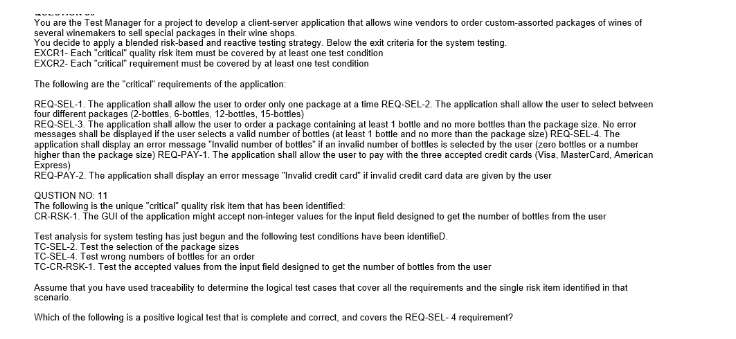 You are the Test Manager for a project to develop a client-server application that allows wine vendors to order custom-assorted packages of wines of
several winemakers to sell special packages in their wine shops.
You decide to apply a blended risk-based and reactive testing strategy. Below the exit criteria for the system testing.
EXCR1- Each "critical" quality risk item must be covered by at least one test condition
EXCR2- Each "critical" requirement must be covered by at least one test condition
The following are the "critical" requirements of the application:
REQ-SEL-1. The application shall allow the user to order only one package at a time REQ-SEL-2. The application shall allow the user to select between
four different packages (2-bottles, 6-bottles, 12-bottles, 15-bottles)
REQ-SEL-3. The application shall allow the user to order a package containing at least 1 bottle and no more bottles than the package size. No error
messages shall be displayed if the user selects a valid number of bottles (at least 1 bottle and no more than the package size) REQ-SEL-4. The
application shall display an error message "Invalid number of bottles" if an invalid number of bottles is selected by the user (zero bottles or a number
higher than the package size) REQ-PAY-1. The application shall allow the user to pay with the three accepted credit cards (Visa, MasterCard, American
Express)
REQ-PAY-2. The application shall display an error message "Invalid credit card" if invalid credit card data are given by the user
QUSTION NO: 11
The following is the unique "critical" quality risk item that has been identified:
CR-RSK-1. The GUI of the application might accept non-integer values for the input field designed to get the number of bottles from the user
Test analysis for system testing has just begun and the following test conditions have been identifieD.
TC-SEL-2. Test the selection of the package sizes
TC-SEL-4. Test wrong numbers of bottles for an order
TC-CR-RSK-1. Test the accepted values from the input field designed to get the number of bottles from the user
Assume that you have used traceability to determine the logical test cases that cover all the requirements and the single risk item identified in that
scenario.
Which of the following is a positive logical test that is complete and correct, and covers the REQ-SEL- 4 requirement?